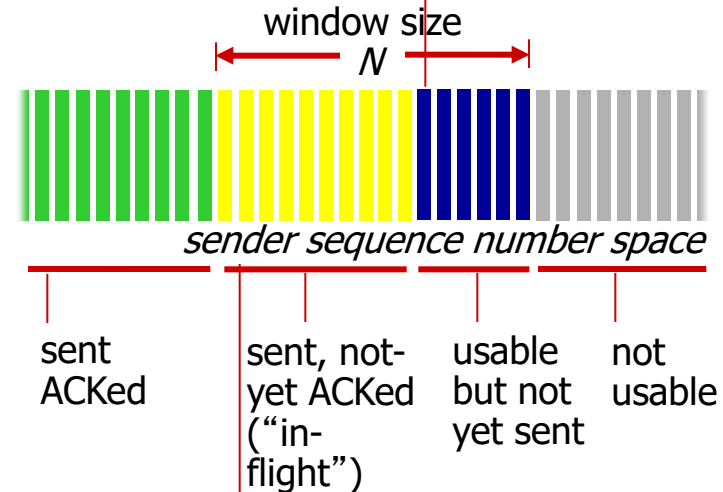 window size
N
sender sequence number space
sent
ACKed
sent, not-
yet ACKed
(“in-
flight”)
usable
but not
yet sent
not
usable